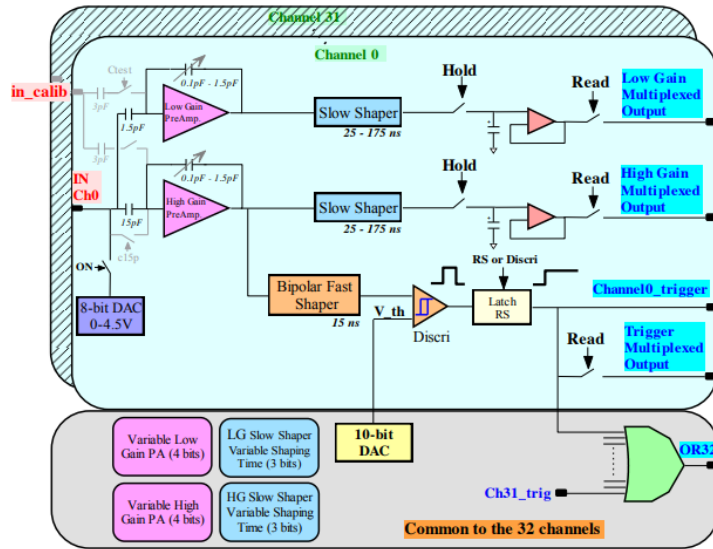 Channel 31
Channel 0
in_calib
Ctest
3pF
0.1pF - 1.5pF
Low Gain
PreAmp.
1.5pF
Slow Shaper
25 - 175 ns
Hold
Read
Low Gain
Multiplexed
Output
3pF
IN
Ch0
0.1pF - 1.5pF
High Gain
PreAmp.
15pF
c15p
Slow Shaper
25 - 175 ns
Hold
Read
High Gain
Multiplexed
Output
ON
8-bit DAC
0-4.5V
Bipolar Fast
Shaper
15 ns
V_th
Discri
RS or Discri
Latch
RS
Channel0_trigger
Read
Trigger
Multiplexed
Output
Variable Low
Gain PA (4 bits)
LG Slow Shaper
Variable Shaping
Time (3 bits)
10-bit
DAC
OR32
Variable High
Gain PA (4 bits)
HG Slow Shaper
Variable Shaping
Time (3 bits)
Ch31_trig
Common to the 32 channels